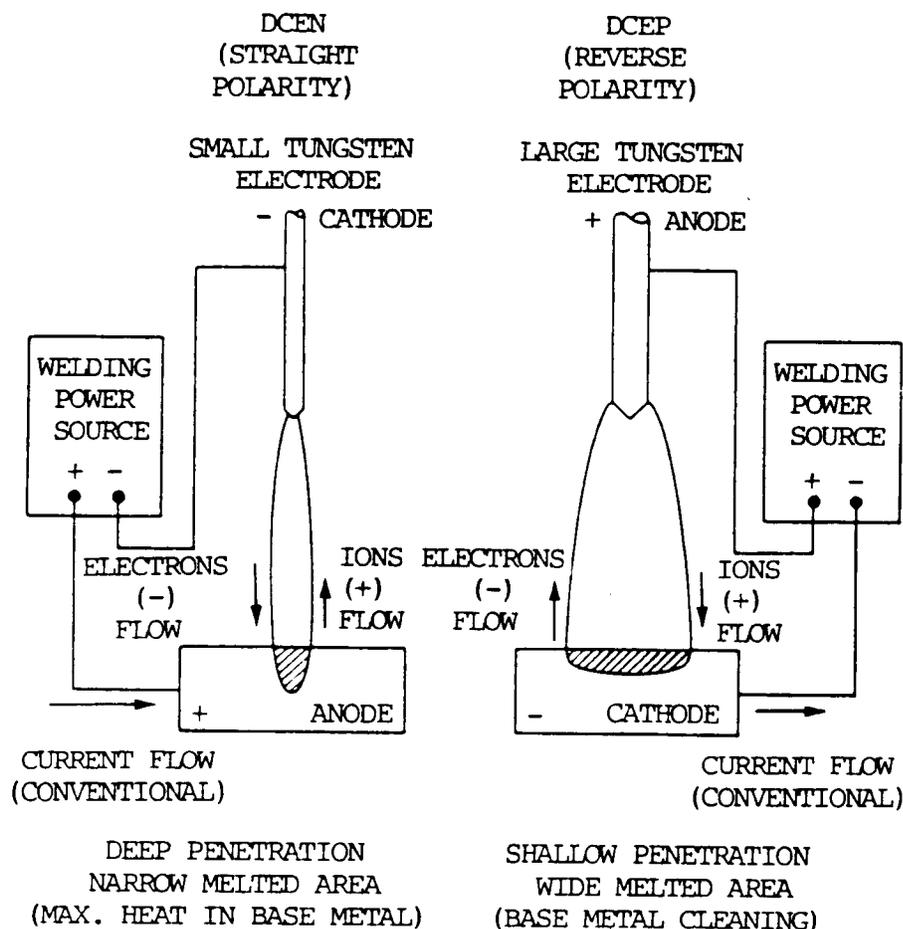 DCEN
(STRAIGHT
POLARITY)
SMALL TUNGSTEN
ELECTRODE
- CATHODE
WELDING
POWER
SOURCE
+ -
ELECTRONS
(-)
FLOW
IONS
(+)
FLOW
+ ANODE
CURRENT FLOW
(CONVENTIONAL)
DEEP PENETRATION
NARROW MELTED AREA
(MAX. HEAT IN BASE METAL)
DCEP
(REVERSE
POLARITY)
LARGE TUNGSTEN
ELECTRODE
+ ANODE
WELDING
POWER
SOURCE
+ -
ELECTRONS
(-)
FLOW
IONS
(+)
FLOW
- CATHODE
CURRENT FLOW
(CONVENTIONAL)
SHALLOW PENETRATION
WIDE MELTED AREA
(BASE METAL CLEANING)